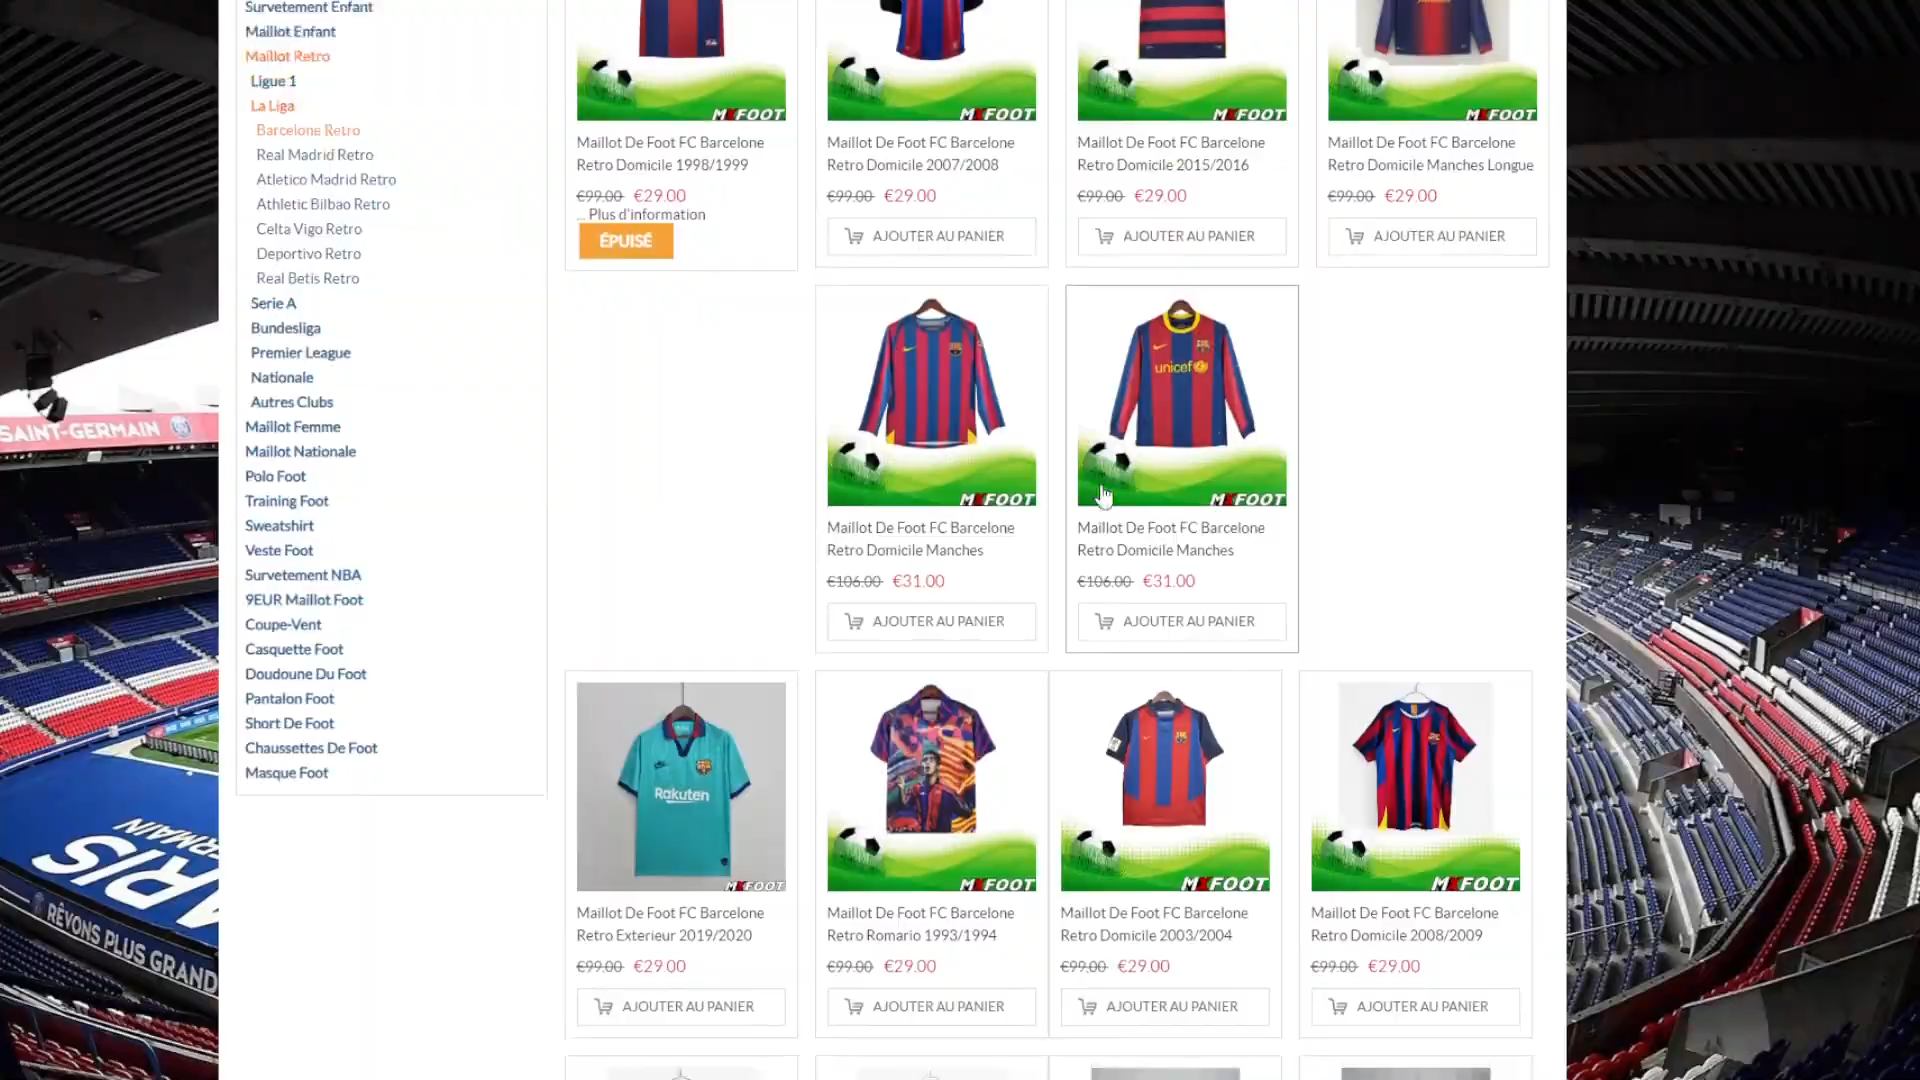 Survetement Enfant
Maillot Enfant
Maillot Retro
Ligue 1
La Liga
Barcelone Retro
Real Madrid Retro
Atletico Madrid Retro
Athletic Bilbao Retro
Celta Vigo Retro
Deportivo Retro
Real Betis Retro
Serie A
Bundesliga
Premier League
Nationale
Autres Clubs
Maillot Femme
Maillot Nationale
Polo Foot
Training Foot
Sweatshirt
Veste Foot
Survetement NBA
9EUR Maillot Foot
Coupe-Vent
Casquette Foot
Doudoune Du Foot
Pantalon Foot
Short De Foot
Chaussettes De Foot
Masque Foot
MXFOOT
Maillot De Foot FC Barcelone
Retro Domicile 1998/1999
€99.00 €29.00
... Plus d'information
ÉPUISÉ
MXFOOT
Maillot De Foot FC Barcelone
Retro Domicile 2007/2008
€99.00 €29.00
AJOUTER AU PANIER
MXFOOT
Maillot De Foot FC Barcelone
Retro Domicile 2015/2016
€99.00 €29.00
AJOUTER AU PANIER
MXFOOT
Maillot De Foot FC Barcelone
Retro Domicile Manches Longue
€99.00 €29.00
AJOUTER AU PANIER
MXFOOT
Maillot De Foot FC Barcelone
Retro Domicile Manches
€106.00 €31.00
AJOUTER AU PANIER
unicef
MXFOOT
Maillot De Foot FC Barcelone
Retro Domicile Manches
€106.00 €31.00
AJOUTER AU PANIER
Rakuten
MXFOOT
Maillot De Foot FC Barcelone
Retro Exterieur 2019/2020
€99.00 €29.00
AJOUTER AU PANIER
MXFOOT
Maillot De Foot FC Barcelone
Retro Romario 1993/1994
€99.00 €29.00
AJOUTER AU PANIER
MXFOOT
Maillot De Foot FC Barcelone
Retro Domicile 2003/2004
€99.00 €29.00
AJOUTER AU PANIER
MXFOOT
Maillot De Foot FC Barcelone
Retro Domicile 2008/2009
€99.00 €29.00
AJOUTER AU PANIER
SAINT-GERMAIN
RMAIN
ARIS
RÊVONS PLUS GRAND